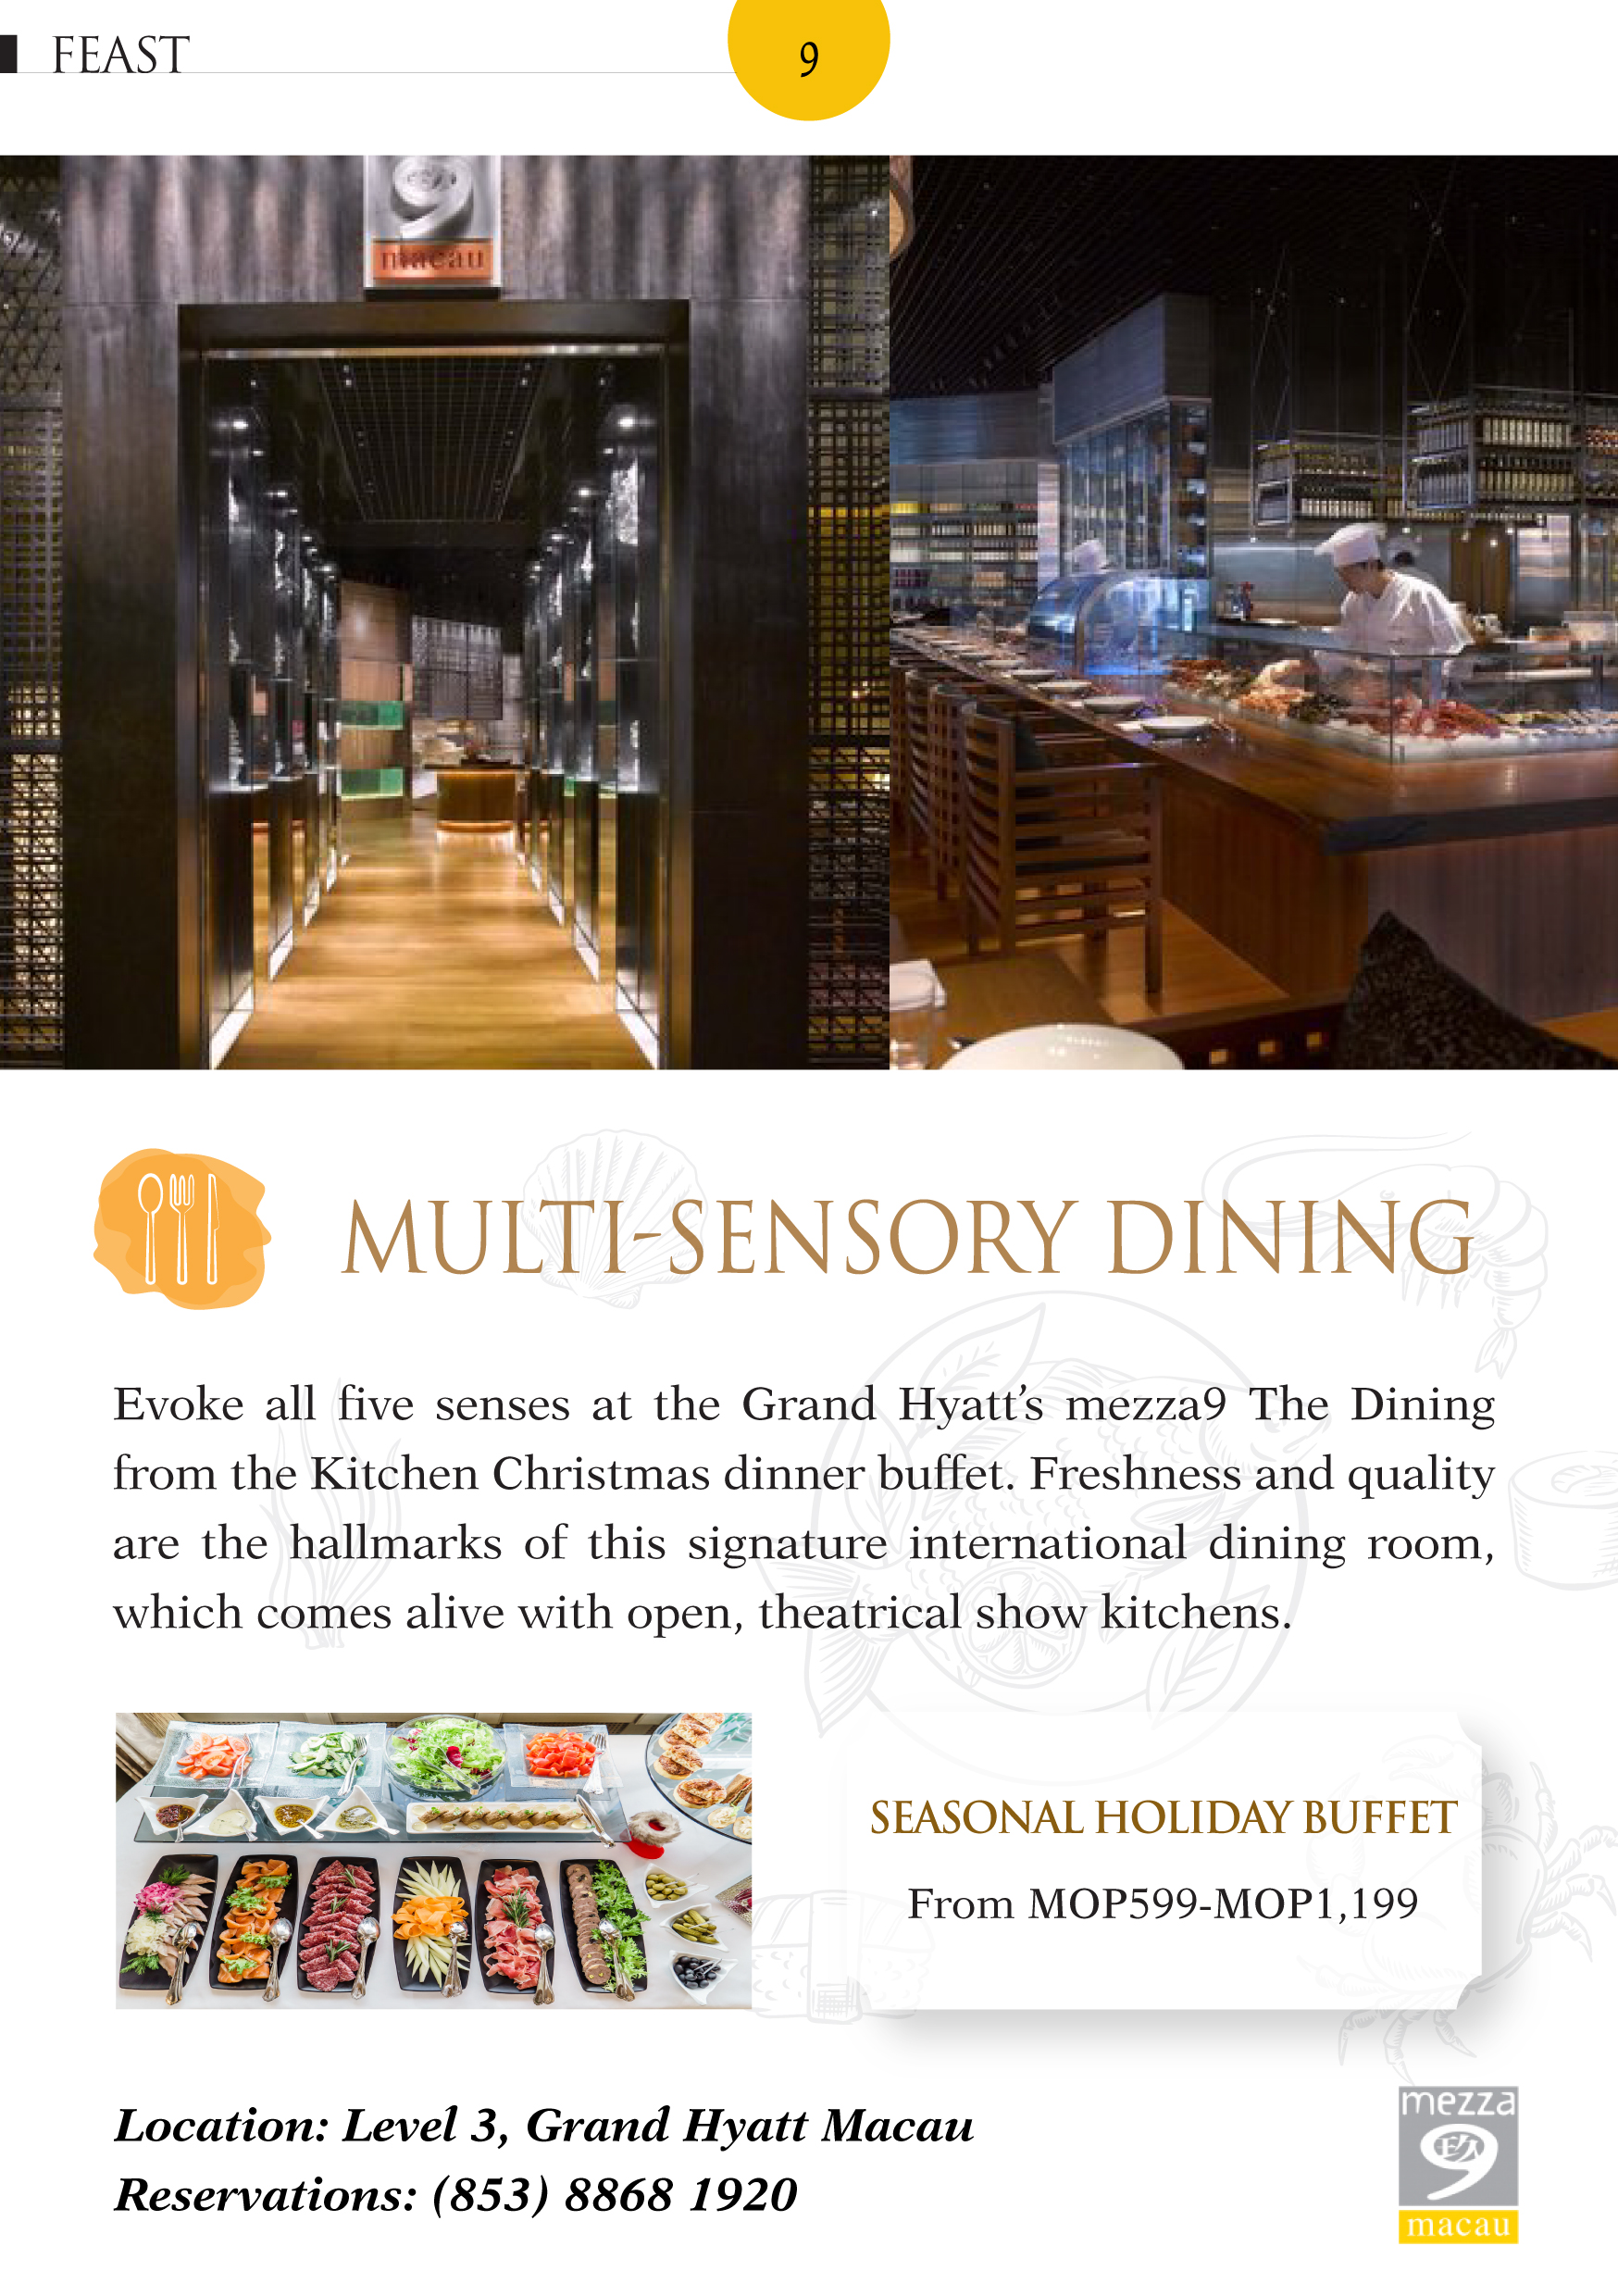 FEAST
9
macau
MULTI-SENSORY DINING
Evoke all five senses at the Grand Hyatt’s mezza9 The Dining
from the Kitchen Christmas dinner buffet. Freshness and quality
are the hallmarks of this signature international dining room,
which comes alive with open, theatrical show kitchens.
SEASONAL HOLIDAY BUFFET
From MOP599-MOP1,199
Location: Level 3, Grand Hyatt Macau
Reservations: (853) 8868 1920
mezza
9
玖
macau